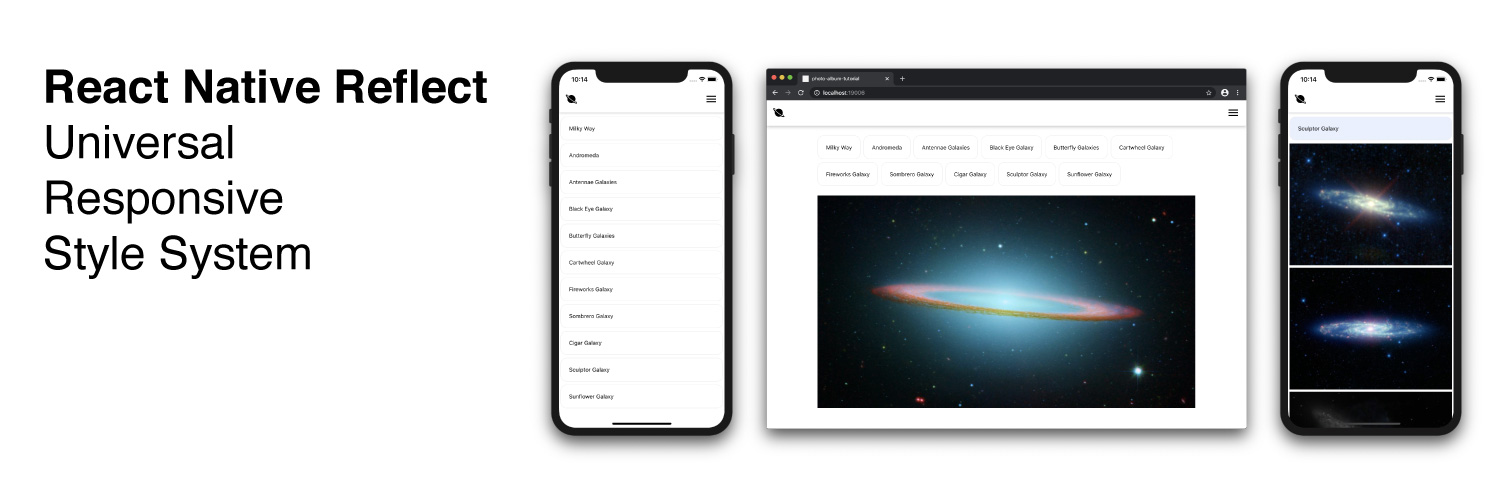 React Native Reflect
Universal
Responsive
Style System
10:14
Milky Way
Andromeda
Antennae Galaxies
Black Eye Galaxy
Butterfly Galaxies
Cartwheel Galaxy
Fireworks Galaxy
Sombrero Galaxy
Cigar Galaxy
Sculptor Galaxy
Sunflower Galaxy
photo-album-tutorial
localhost:19006
Milky Way Andromeda Antennae Galaxies Black Eye Galaxy Butterfly Galaxies Cartwheel Galaxy
Fireworks Galaxy Sombrero Galaxy Cigar Galaxy Sculptor Galaxy Sunflower Galaxy
10:14
Sculptor Galaxy